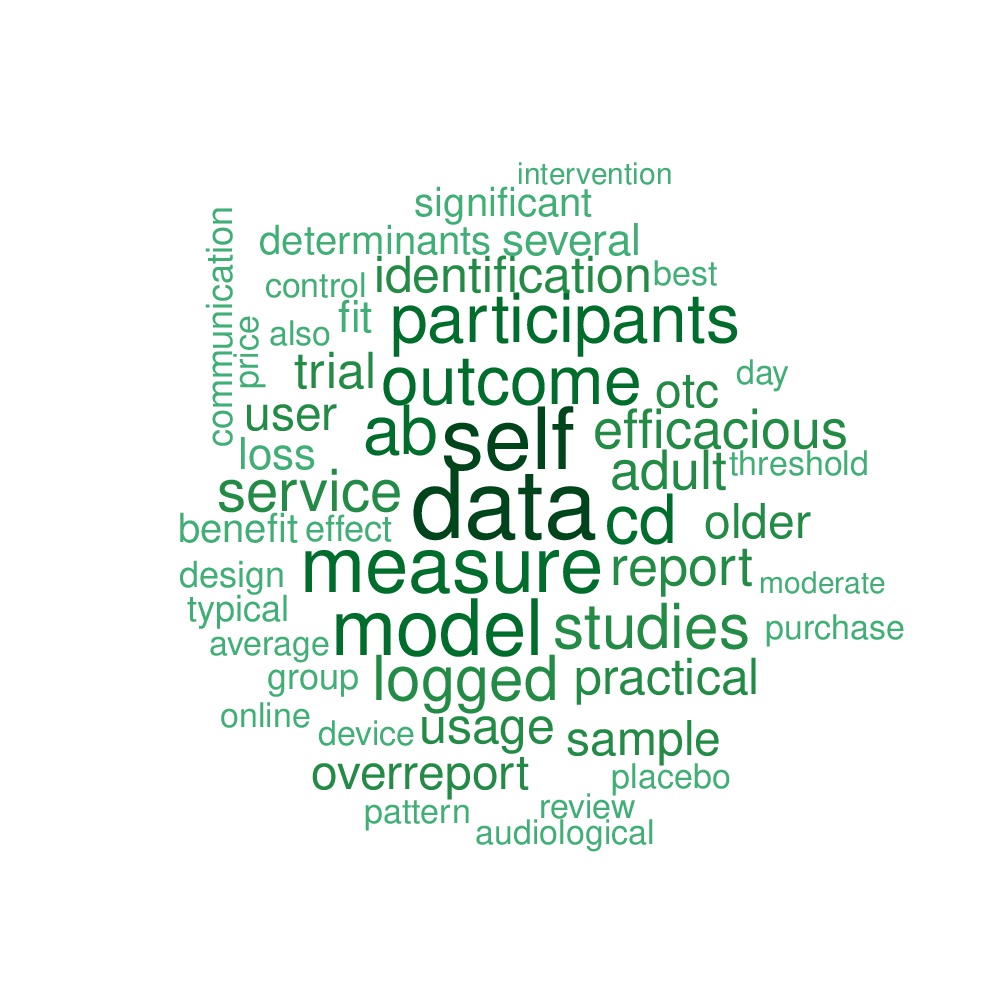 intervention
significant
communication
determinants several
control identification best
price also fit participants
trial outcome otc day
user ab self efficacious
loss adult threshold
service data cd older
benefit effect
measure report
design moderate
typical model studies purchase
average
group logged practical
online device usage sample
overreport placebo
pattern review
audiological